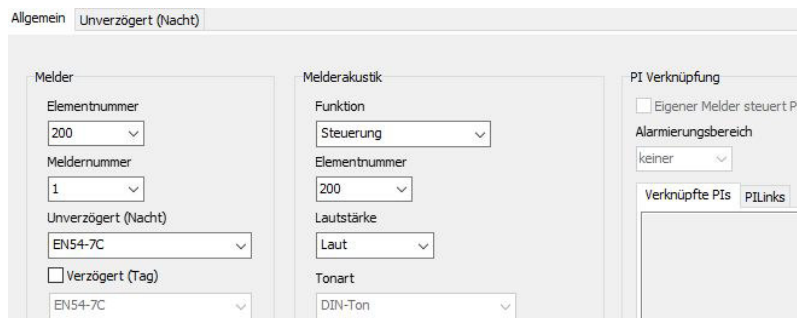 Allgemein
Unverzögert (Nacht)
Melder
Elementnummer
200
Meldernummer
1
Unverzögert (Nacht)
EN54-7C
Verzögert (Tag)
EN54-7C
Melderakustik
Funktion
Steuerung
Elementnummer
200
Lautstärke
Laut
Tonart
DIN-Ton
PI Verknüpfung
Eigener Melder steuert P
Alarmierungsbereich
keiner
Verknüpfte PIs
PILinks